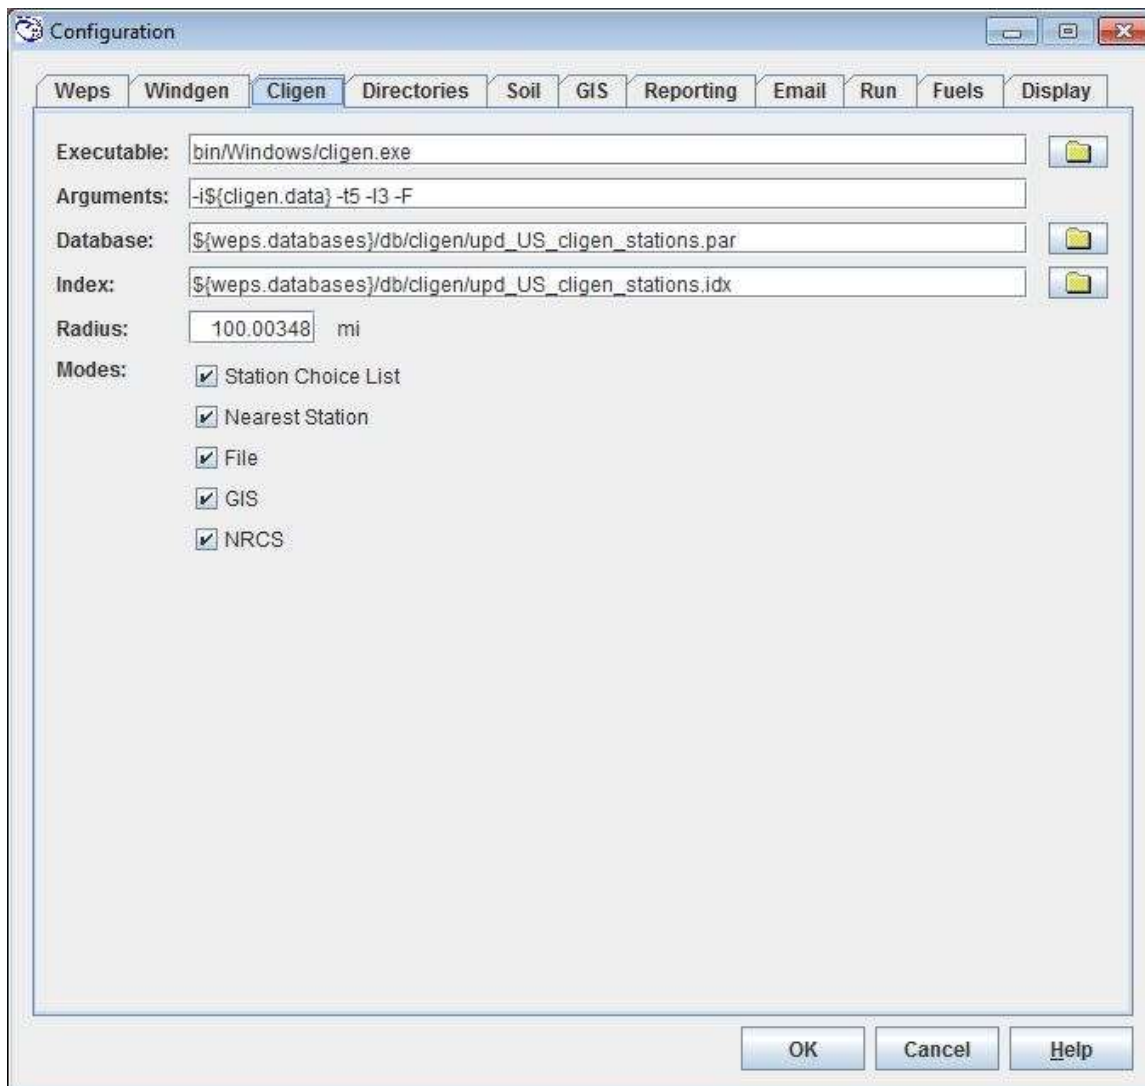 Configuration
Weps Windgen Cligen Directories Soil GIS Reporting Email Run Fuels Display
Executable: bin/Windows/cligen.exe
Arguments: -i${cligen.data} -t5 -I3 -F
Database: ${weps.databases}/db/cligen/upd_US_cligen_stations.par
Index: ${weps.databases}/db/cligen/upd_US_cligen_stations.idx
Radius: 100.00348 mi
Modes: Station Choice List
Nearest Station
File
GIS
NRCS
OK Cancel Help